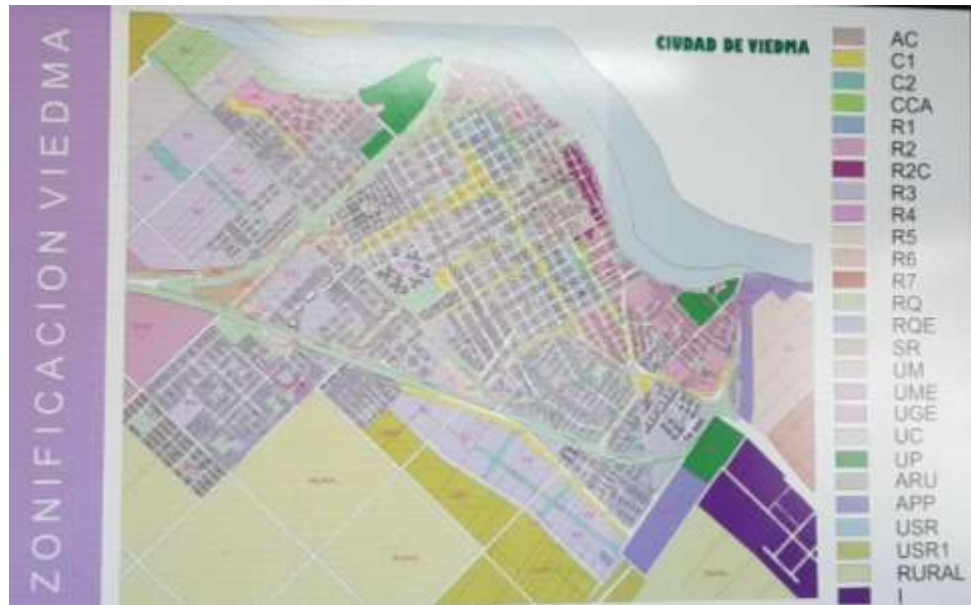 ZONIFICACION VIEDMA
CIUDAD DE VIEDMA
AC
C1
C2
CCA
R1
R2
R2C
R3
R4
R5
R6
R7
RQ
RQE
SR
UM
UME
UGE
UC
UP
ARU
APP
USR
USR1
RURAL
I